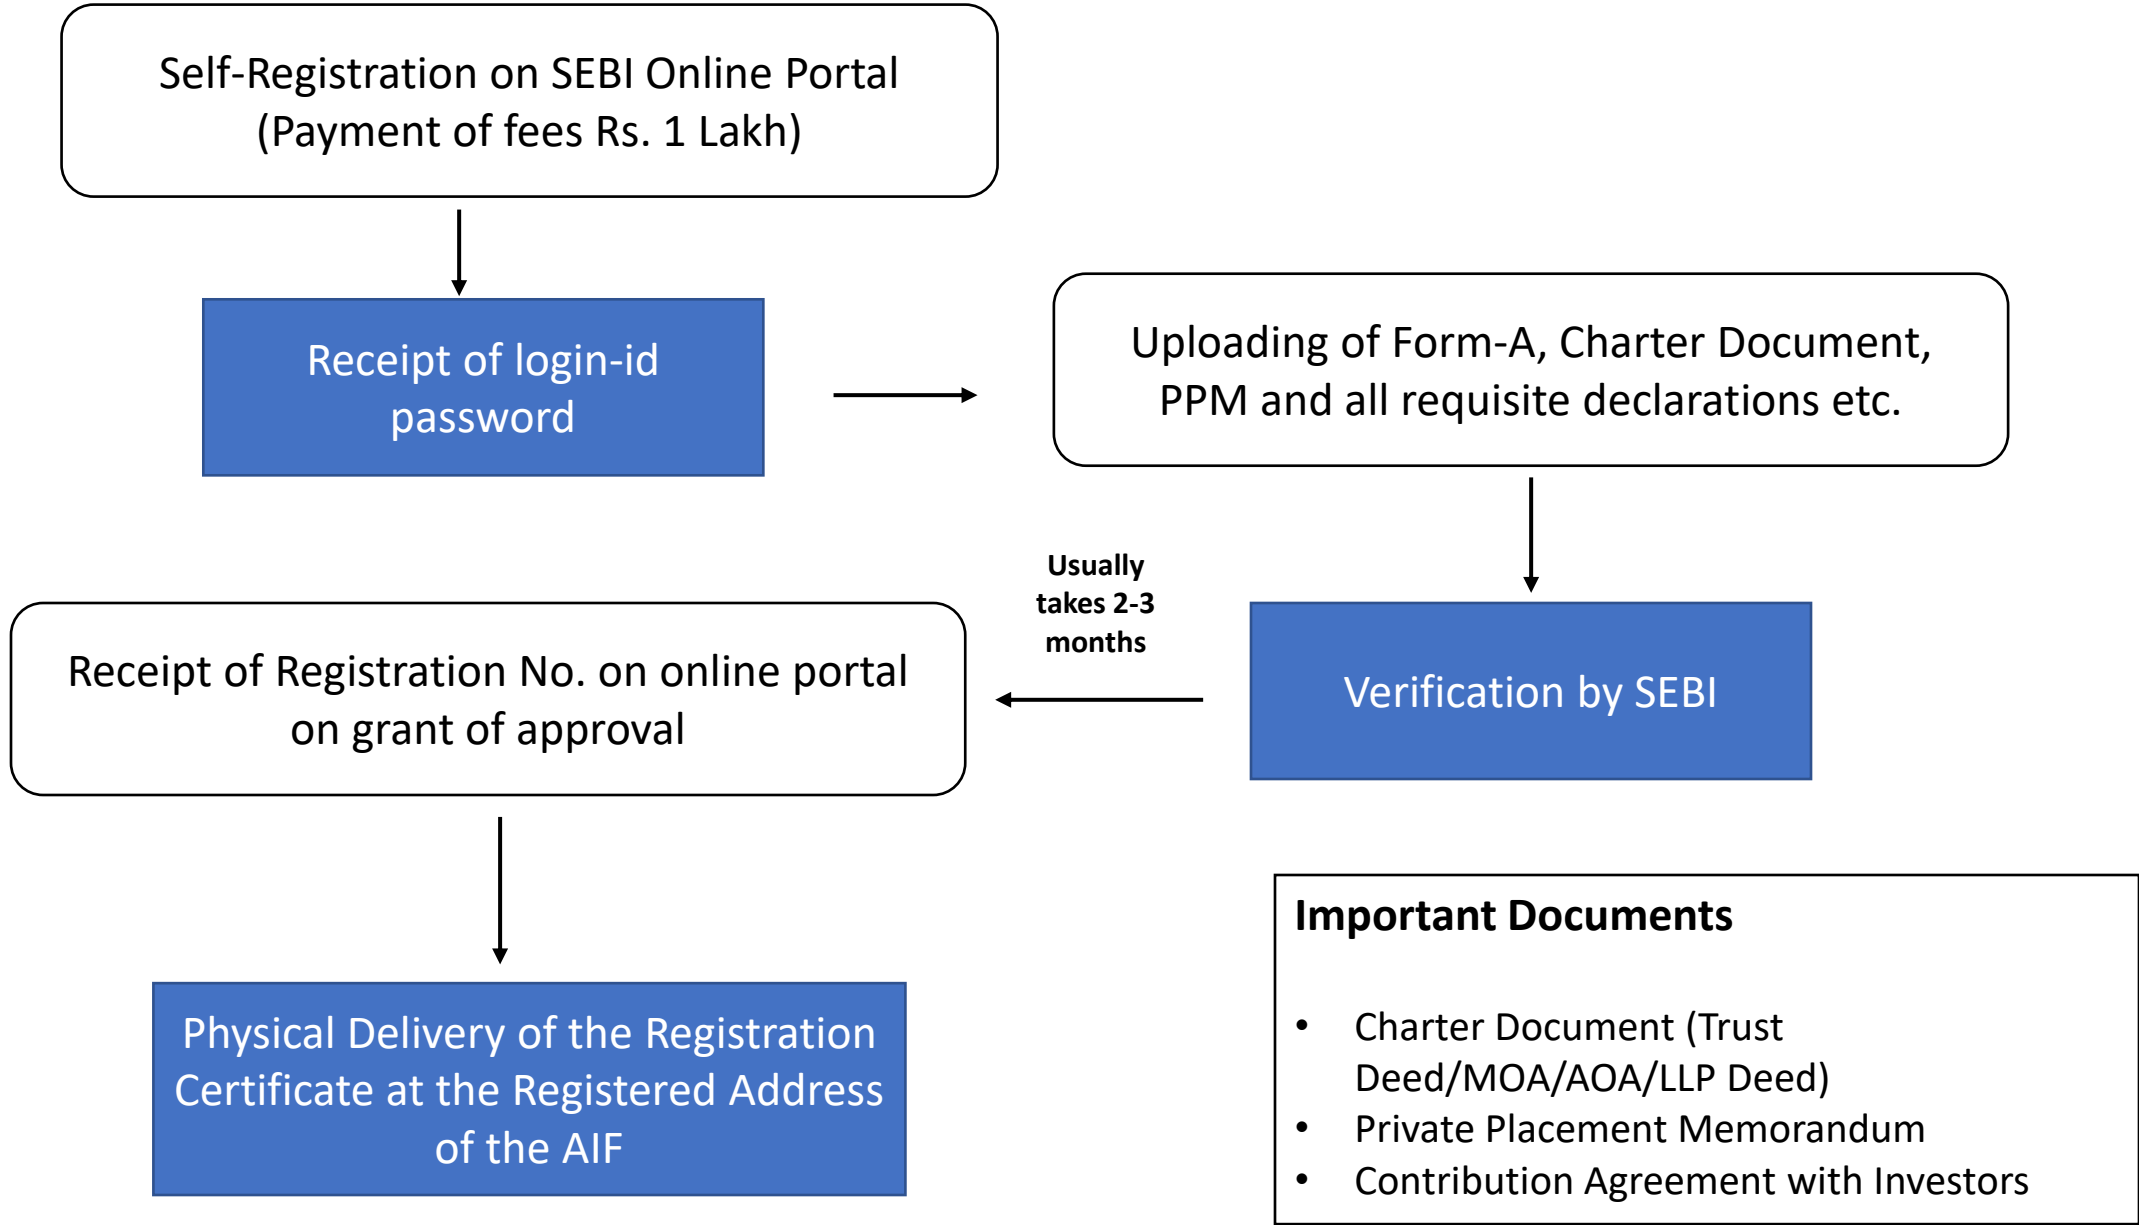 Self-Registration on SEBI Online Portal
(Payment of fees Rs. 1 Lakh)
Receipt of login-id
password
Uploading of Form-A, Charter Document,
PPM and all requisite declarations etc.
Verification by SEBI
Usually
takes 2-3
months
Receipt of Registration No. on online portal
on grant of approval
Physical Delivery of the Registration
Certificate at the Registered Address
of the AIF
Important Documents
• Charter Document (Trust
Deed/MOA/AOA/LLP Deed)
• Private Placement Memorandum
• Contribution Agreement with Investors